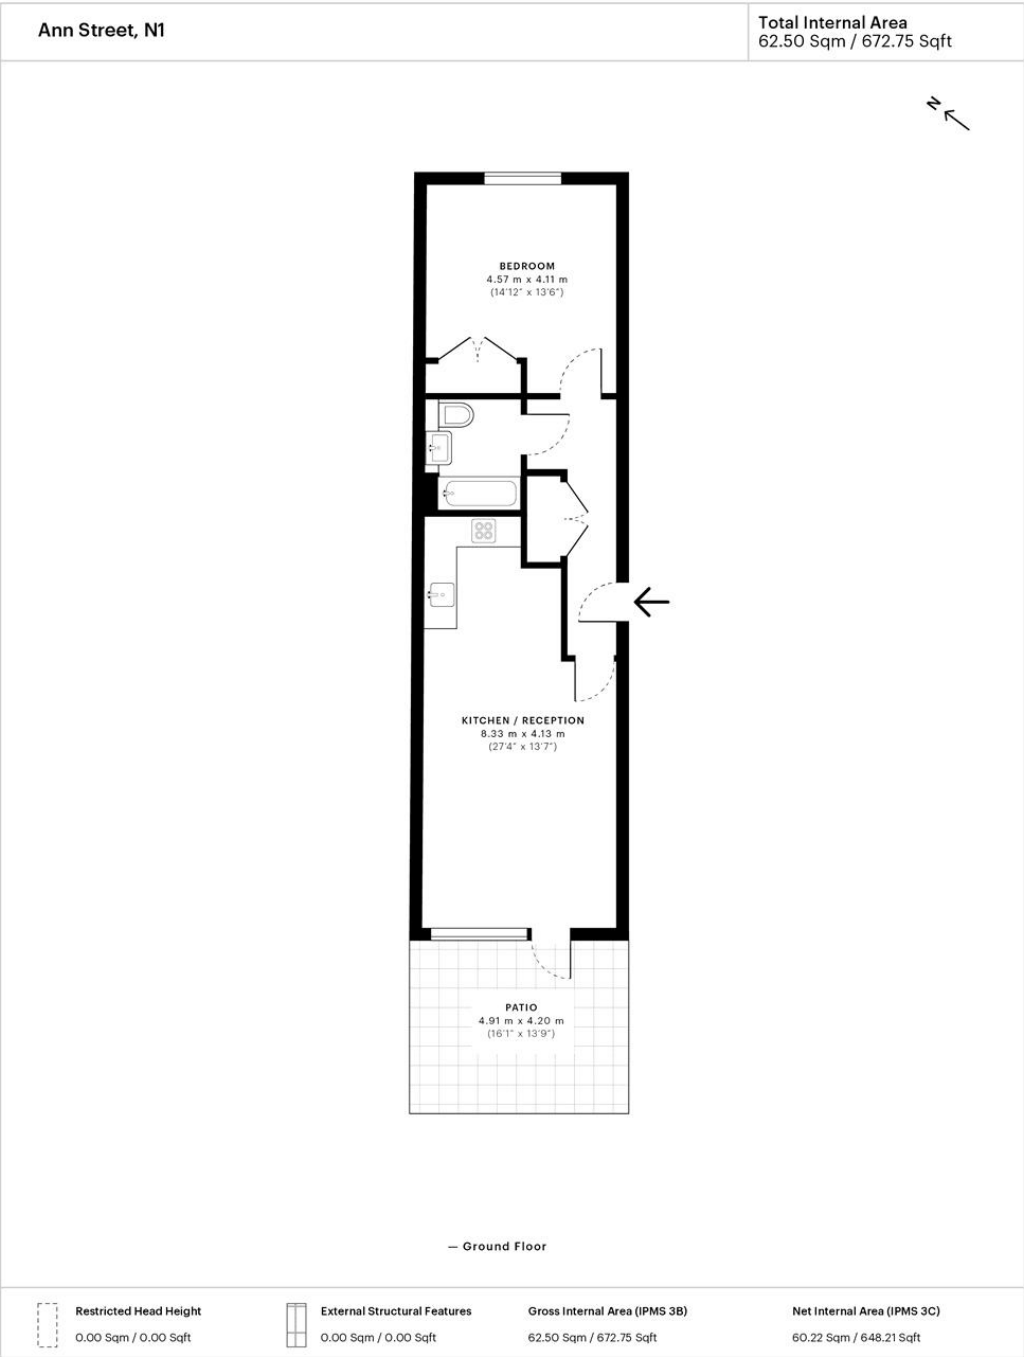 Ann Street, N1
Total Internal Area
62.50 Sqm / 672.75 Sqft
N
BEDROOM
4.57 m x 4.11 m
(14'12" x 13'6")
KITCHEN / RECEPTION
8.33 m x 4.13 m
(27'4" x 13'7")
PATIO
4.91 m x 4.20 m
(16'1" x 13'9")
— Ground Floor
Restricted Head Height
0.00 Sqm / 0.00 Sqft
External Structural Features
0.00 Sqm / 0.00 Sqft
Gross Internal Area (IPMS 3B)
62.50 Sqm / 672.75 Sqft
Net Internal Area (IPMS 3C)
60.22 Sqm / 648.21 Sqft